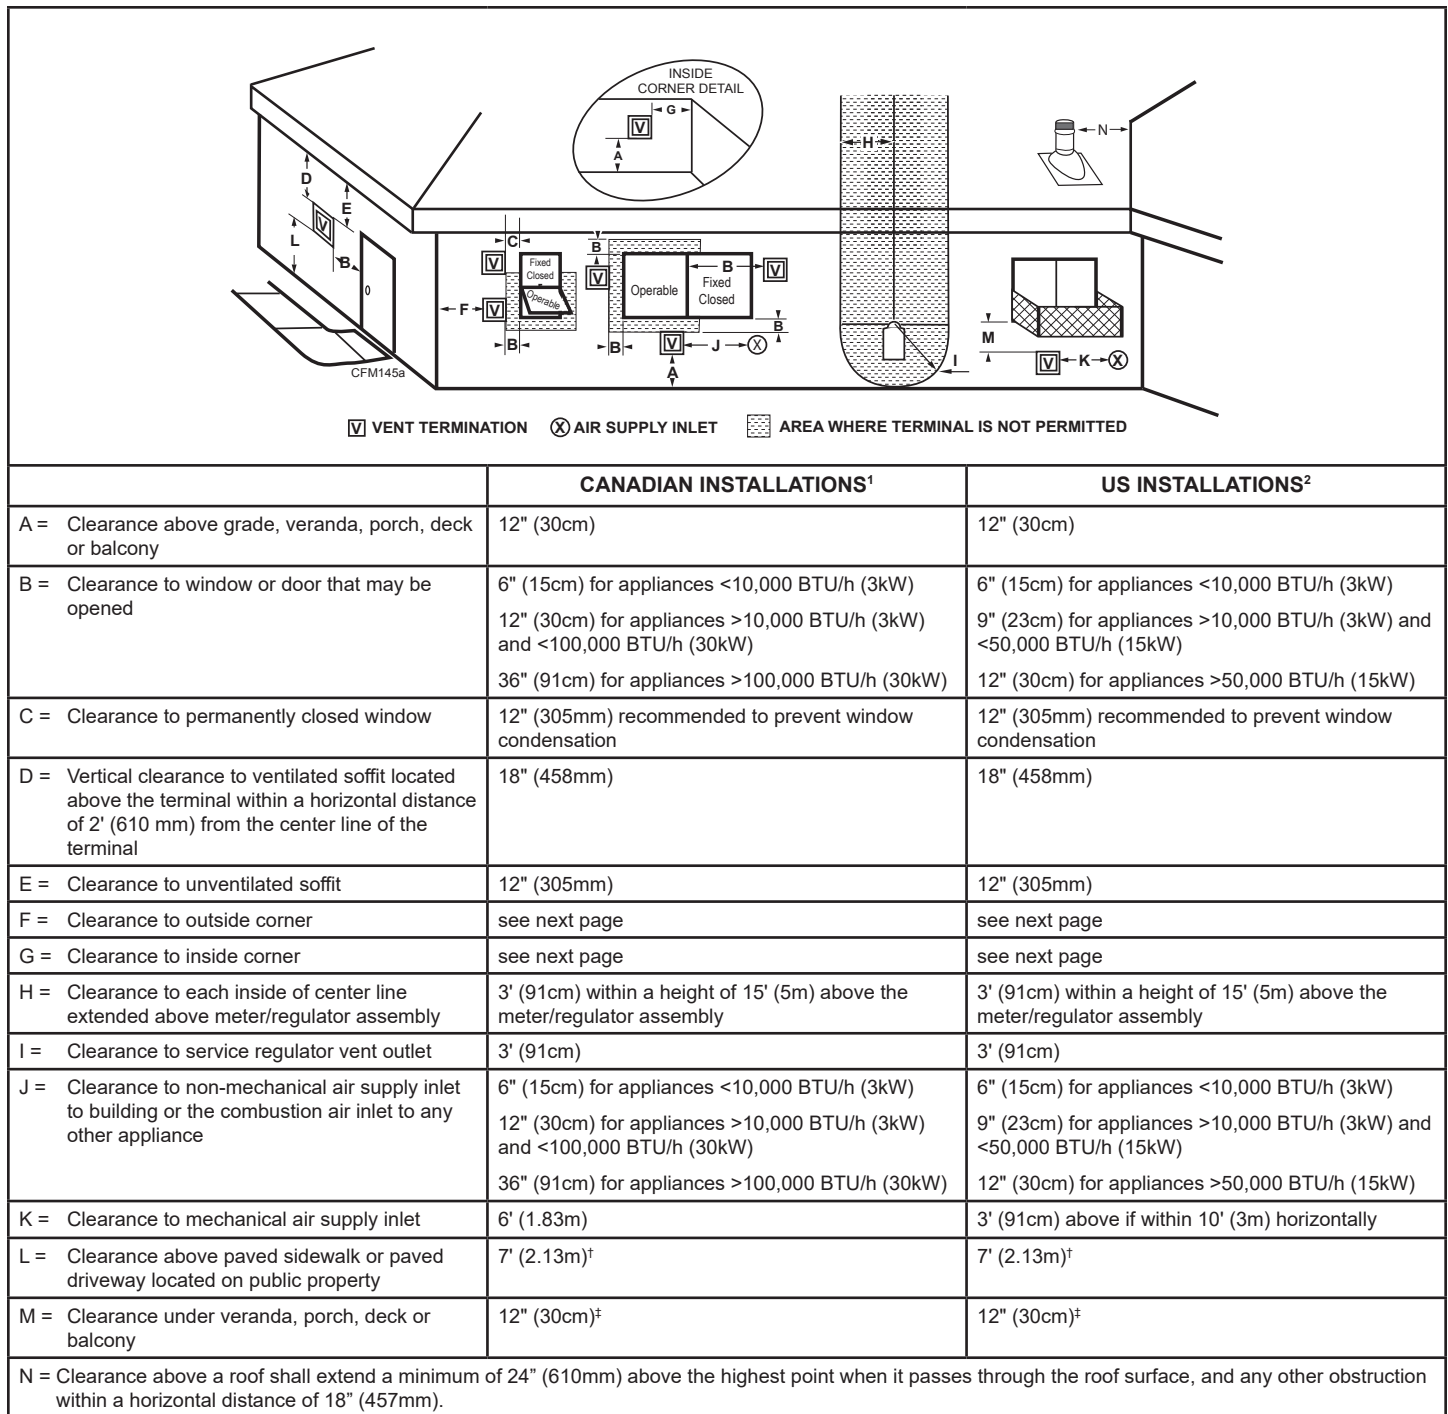 INSIDE
CORNER DETAIL
G
V
A
H
N
D
E
V
L
B
C
V
Fixed
Closed
Operable
F
V
B
B
V
Operable
B
Fixed
Closed
V
B
B
V
J
X
A
I
M
V
K
X
CFM145a
V VENT TERMINATION X AIR SUPPLY INLET AREA WHERE TERMINAL IS NOT PERMITTED
CANADIAN INSTALLATIONS¹ US INSTALLATIONS²
A = Clearance above grade, veranda, porch, deck
or balcony
12" (30cm)
12" (30cm)
B = Clearance to window or door that may be
opened
6" (15cm) for appliances <10,000 BTU/h (3kW)
12" (30cm) for appliances >10,000 BTU/h (3kW)
and <100,000 BTU/h (30kW)
36" (91cm) for appliances >100,000 BTU/h (30kW)
6" (15cm) for appliances <10,000 BTU/h (3kW)
9" (23cm) for appliances >10,000 BTU/h (3kW) and
<50,000 BTU/h (15kW)
12" (30cm) for appliances >50,000 BTU/h (15kW)
C = Clearance to permanently closed window
12" (305mm) recommended to prevent window
condensation
12" (305mm) recommended to prevent window
condensation
D = Vertical clearance to ventilated soffit located
above the terminal within a horizontal distance
of 2' (610 mm) from the center line of the
terminal
18" (458mm)
18" (458mm)
E = Clearance to unventilated soffit
12" (305mm)
12" (305mm)
F = Clearance to outside corner
see next page
see next page
G = Clearance to inside corner
see next page
see next page
H = Clearance to each inside of center line
extended above meter/regulator assembly
3' (91cm) within a height of 15' (5m) above the
meter/regulator assembly
3' (91cm) within a height of 15' (5m) above the
meter/regulator assembly
I = Clearance to service regulator vent outlet
3' (91cm)
3' (91cm)
J = Clearance to non-mechanical air supply inlet
to building or the combustion air inlet to any
other appliance
6" (15cm) for appliances <10,000 BTU/h (3kW)
12" (30cm) for appliances >10,000 BTU/h (3kW)
and <100,000 BTU/h (30kW)
36" (91cm) for appliances >100,000 BTU/h (30kW)
6" (15cm) for appliances <10,000 BTU/h (3kW)
9" (23cm) for appliances >10,000 BTU/h (3kW) and
<50,000 BTU/h (15kW)
12" (30cm) for appliances >50,000 BTU/h (15kW)
K = Clearance to mechanical air supply inlet
6' (1.83m)
3' (91cm) above if within 10' (3m) horizontally
L = Clearance above paved sidewalk or paved
driveway located on public property
7' (2.13m)†
7' (2.13m)†
M = Clearance under veranda, porch, deck or
balcony
12" (30cm)‡
12" (30cm)‡
N = Clearance above a roof shall extend a minimum of 24” (610mm) above the highest point when it passes through the roof surface, and any other obstruction
within a horizontal distance of 18” (457mm).